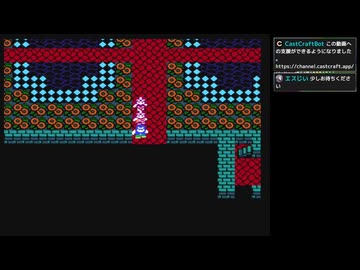 CastCraftBot この動画へ
の支援ができるようになりました
。
https://channel.castcraft.app/
エスじい 少しお待ちくださ
い